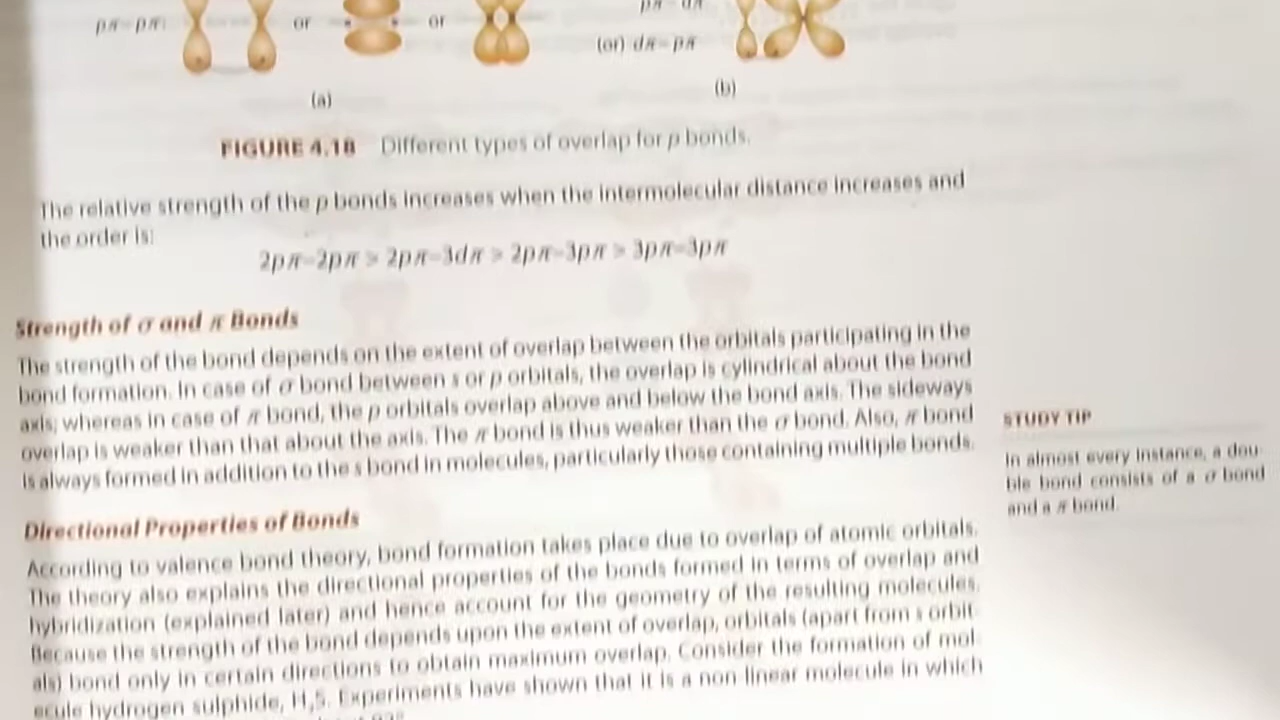 pπ–pπ:
or
or
pπ–dπ
(or) dπ–pπ
(a)
(b)
FIGURE 4.18 Different types of overlap for p bonds.
The relative strength of the p bonds increases when the intermolecular distance increases and
the order is:
2pπ–2pπ > 2pπ–3dπ > 2pπ–3pπ > 3pπ–3pπ
Strength of σ and π Bonds
The strength of the bond depends on the extent of overlap between the orbitals participating in the
bond formation. In case of σ bond between s or p orbitals, the overlap is cylindrical about the bond
axis; whereas in case of π bond, the p orbitals overlap above and below the bond axis. The sideways
overlap is weaker than that about the axis. The π bond is thus weaker than the σ bond. Also, π bond
is always formed in addition to the s bond in molecules, particularly those containing multiple bonds.
STUDY TIP
In almost every instance, a dou-
ble bond consists of a σ bond
and a π bond.
Directional Properties of Bonds
According to valence bond theory, bond formation takes place due to overlap of atomic orbitals.
The theory also explains the directional properties of the bonds formed in terms of overlap and
hybridization (explained later) and hence account for the geometry of the resulting molecules.
Because the strength of the bond depends upon the extent of overlap, orbitals (apart from s orbit-
als) bond only in certain directions to obtain maximum overlap. Consider the formation of mol-
ecule hydrogen sulphide, H₂S. Experiments have shown that it is a non linear molecule in which